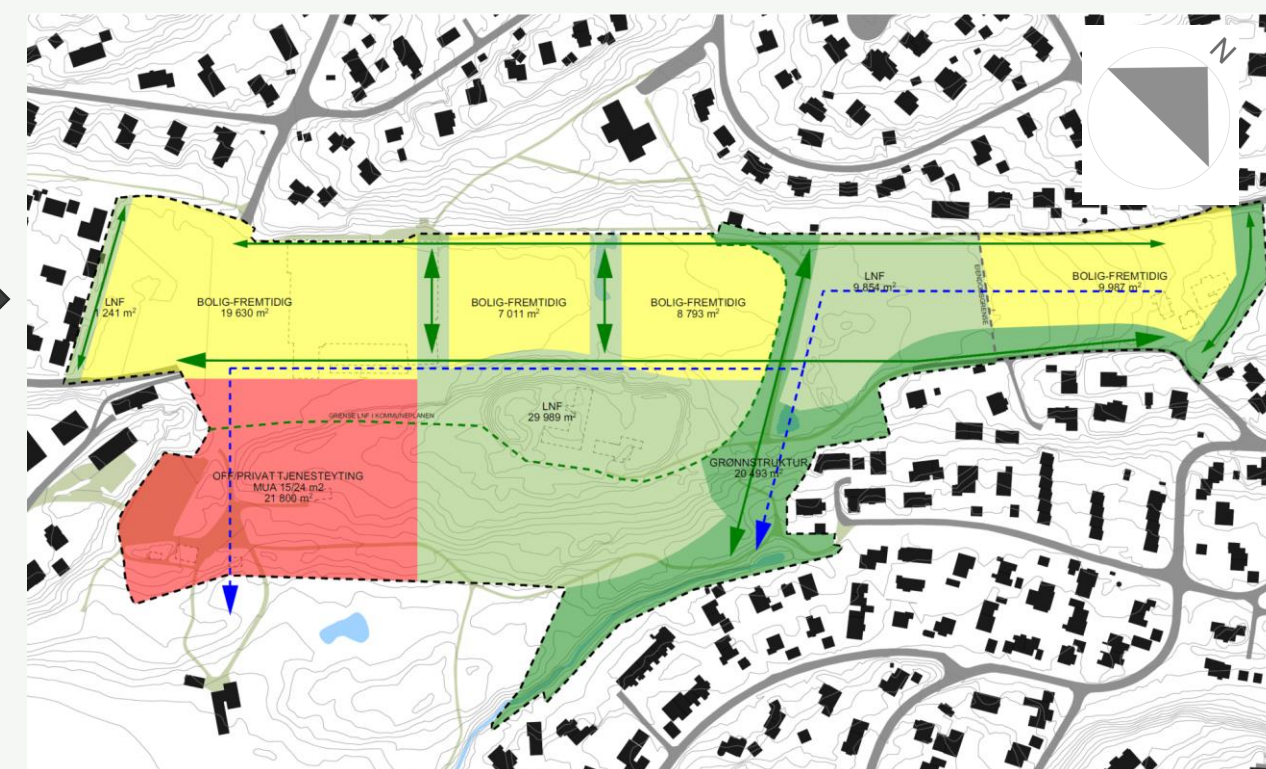 N
LNF
1 241 m²
BOLIG-FREMTIDIG
19 630 m²
BOLIG-FREMTIDIG
7 011 m²
BOLIG-FREMTIDIG
8 793 m²
LNF
9 854 m²
EIENDOMSGRENSE
BOLIG-FREMTIDIG
9 987 m²
GRENSE LNF I KOMMUNEPLANEN
LNF
29 989 m²
OFF/PRIVAT TJENESTEYTING
MUA 15/24 m2
21 800 m²
GRØNNSTRUKTUR
20 493 m²